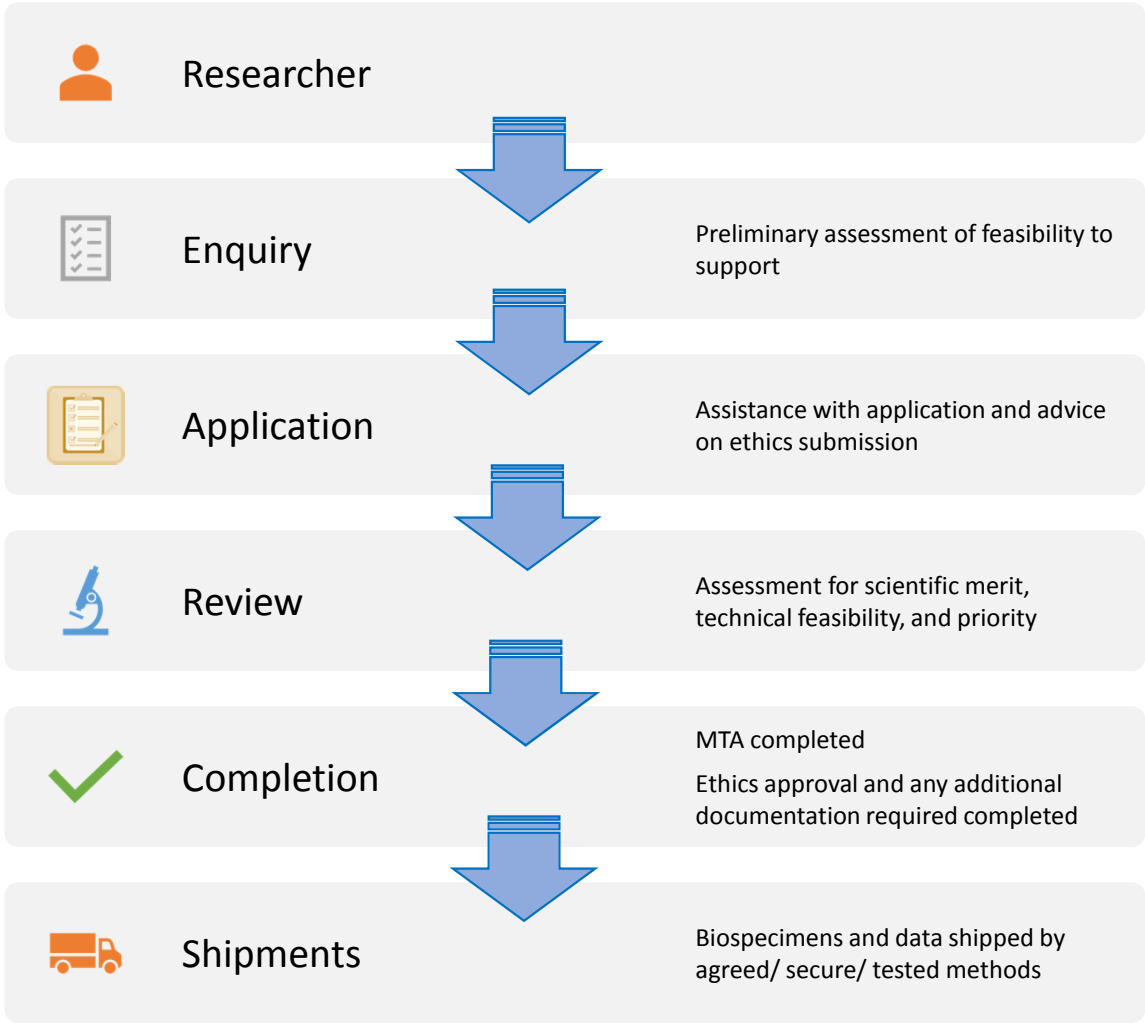 Researcher
Enquiry
Preliminary assessment of feasibility to
support
Application
Assistance with application and advice
on ethics submission
Review
Assessment for scientific merit,
technical feasibility, and priority
Completion
MTA completed
Ethics approval and any additional
documentation required completed
Shipments
Biospecimens and data shipped by
agreed/ secure/ tested methods